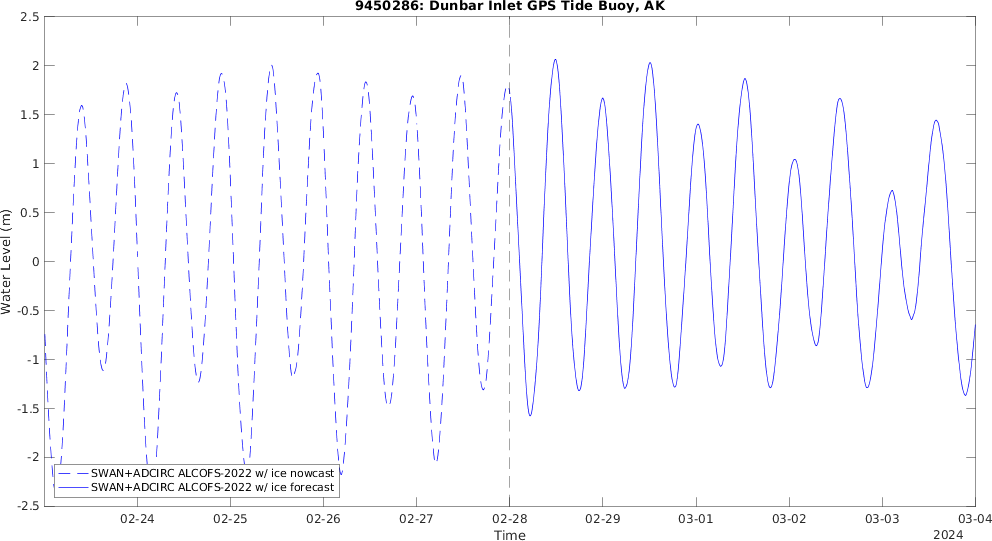 9450286: Dunbar Inlet GPS Tide Buoy, AK
2.5
2
1.5
1
0.5
0
-0.5
-1
-1.5
-2
-2.5
Water Level (m)
SWAN+ADCIRC ALCOFS-2022 w/ ice nowcast
SWAN+ADCIRC ALCOFS-2022 w/ ice forecast
02-24 02-25 02-26 02-27 02-28 02-29 03-01 03-02 03-03 03-04
Time
2024